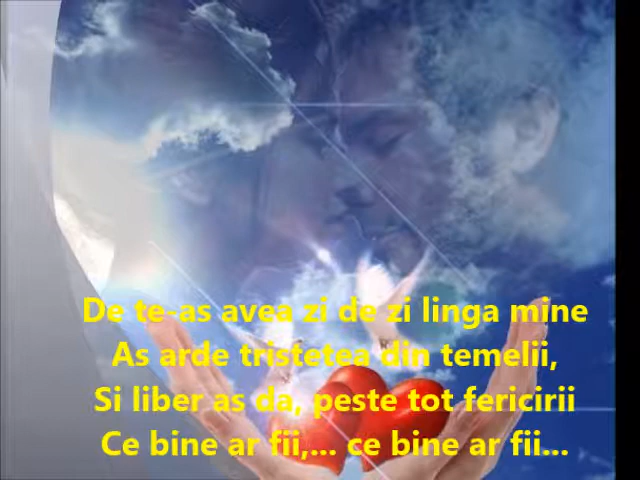 De te-as avea zi de zi linga mine
As arde tristetea din temelii,
Si liber as da, peste tot fericirii
Ce bine ar fii,... ce bine ar fii...